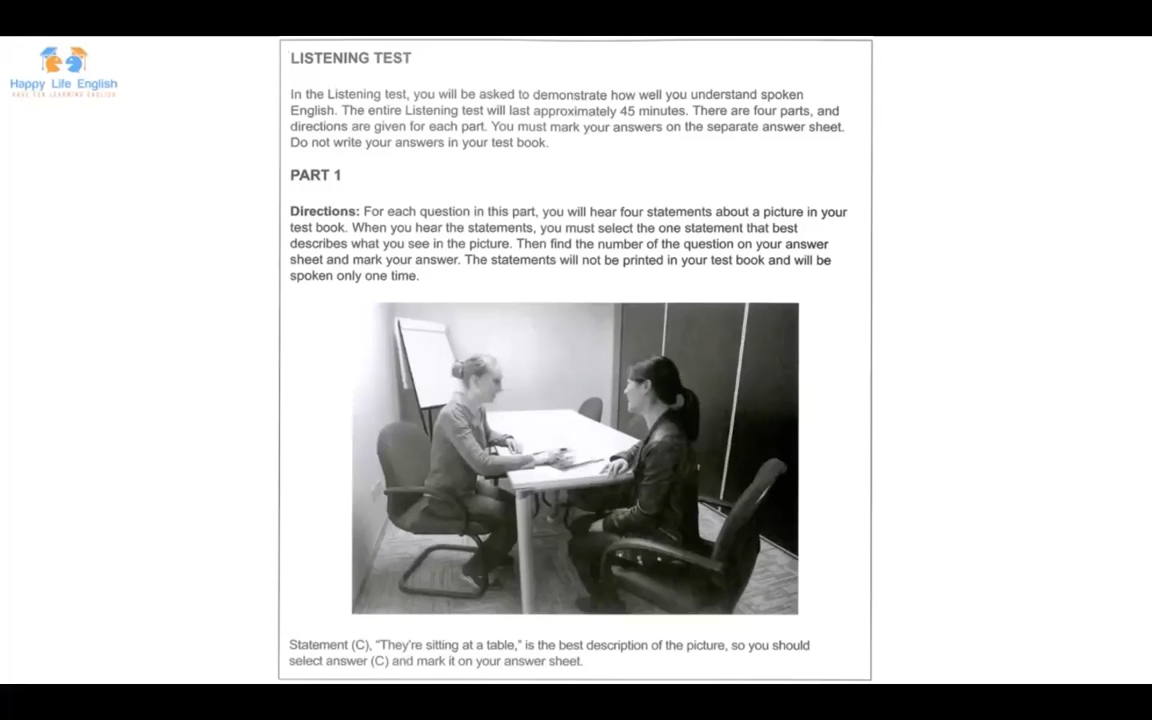 Happy Life English
HAVE FUN LEARNING ENGLISH
LISTENING TEST
In the Listening test, you will be asked to demonstrate how well you understand spoken
English. The entire Listening test will last approximately 45 minutes. There are four parts, and
directions are given for each part. You must mark your answers on the separate answer sheet.
Do not write your answers in your test book.
PART 1
Directions: For each question in this part, you will hear four statements about a picture in your
test book. When you hear the statements, you must select the one statement that best
describes what you see in the picture. Then find the number of the question on your answer
sheet and mark your answer. The statements will not be printed in your test book and will be
spoken only one time.
Statement (C), “They're sitting at a table,” is the best description of the picture, so you should
select answer (C) and mark it on your answer sheet.